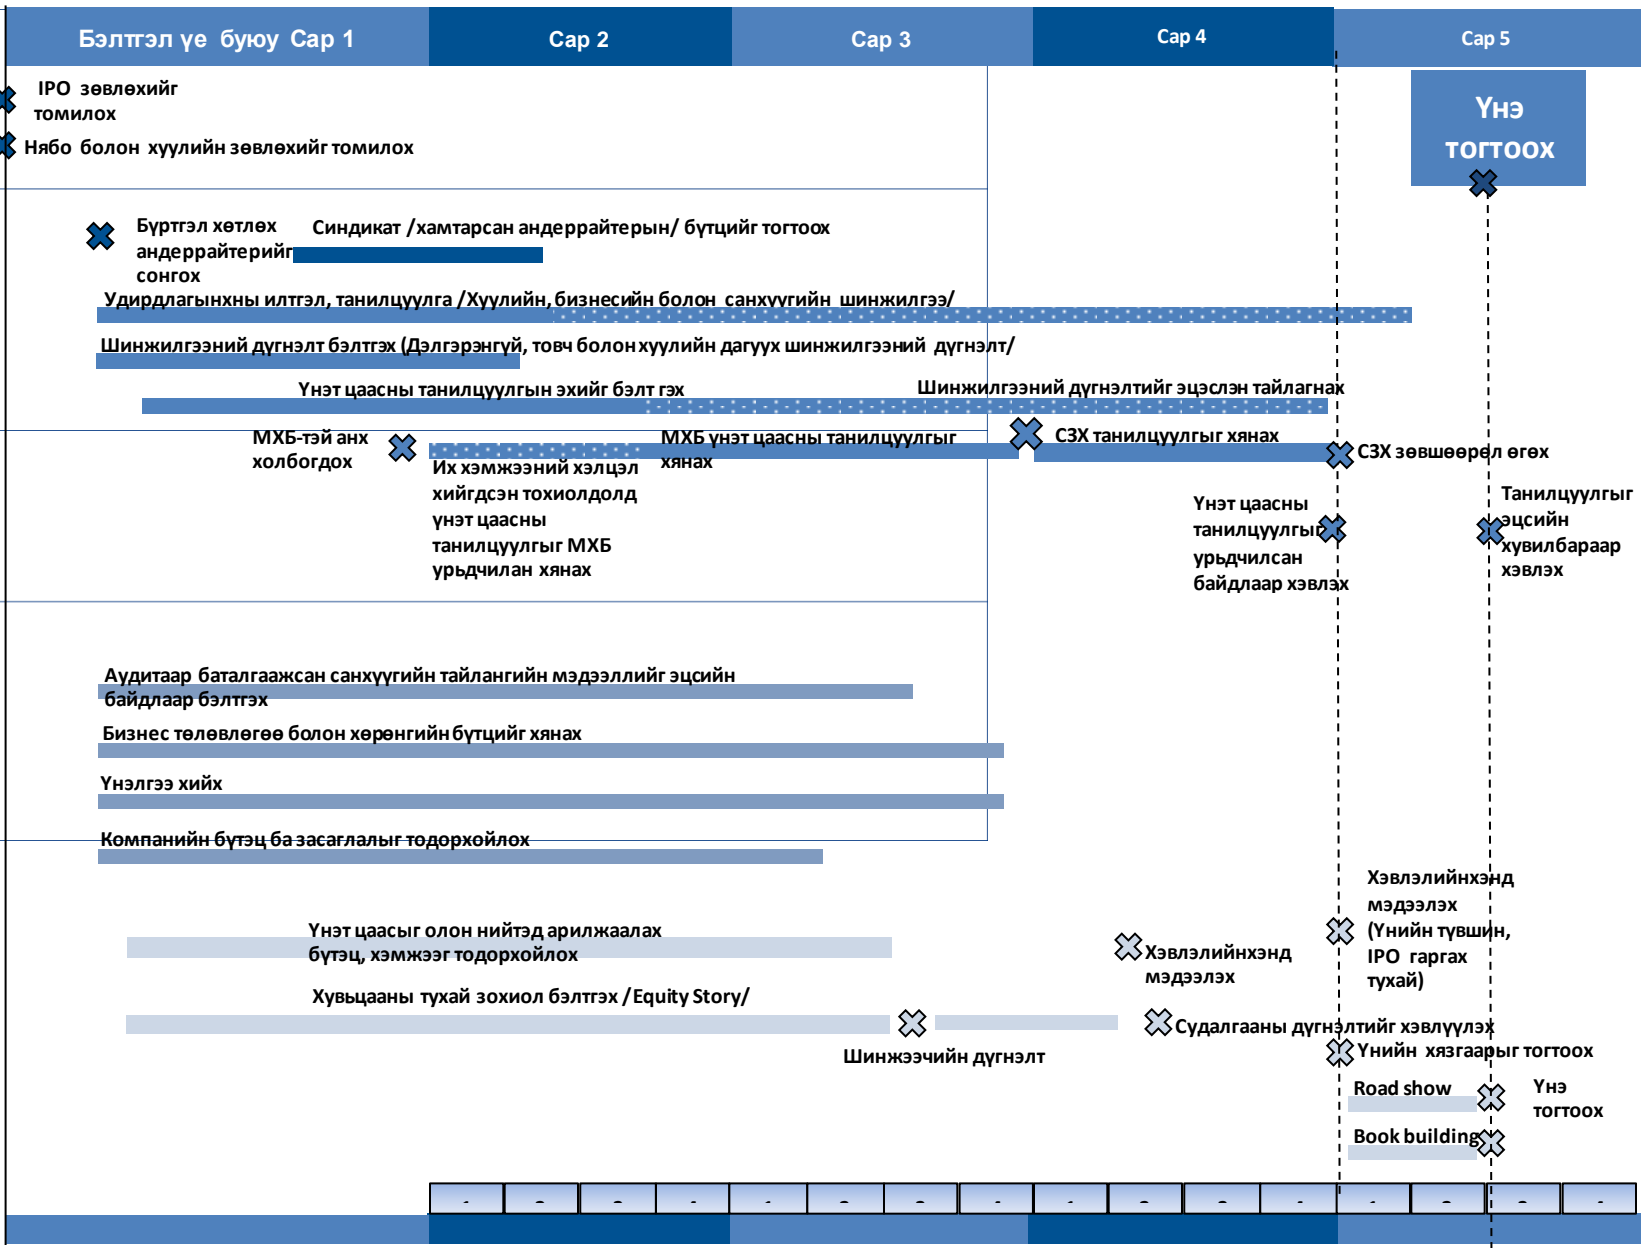 Бэлтгэл үе буюу Сар 1
Сар 2
Сар 3
Сар 4
Сар 5
IPO зөвлөхийг
томилох
Нябо болон хуулийн зөвлөхийг томилох
Үнэ
тогтоох
Бүртгэл хөтлөх
андеррайтерийг
сонгох
Синдикат /хамтарсан андеррайтерын/ бүтцийг тогтоох
Удирдлагынхны илтгэл, танилцуулга /Хуулийн, бизнесийн болон санхүүгийн шинжилгээ/
Шинжилгээний дүгнэлт бэлтгэх (Дэлгэрэнгүй, товч болон хуулийн дагуух шинжилгээний дүгнэлт/
Үнэт цаасны танилцуулгын эхийг бэлт гэх
Шинжилгээний дүгнэлтийг эцэслэн тайлагнах
МХБ-тэй анх
холбогдох
МХБ үнэт цаасны танилцуулгыг
хянах
СЗХ танилцуулгыг хянах
СЗХ зөвшөөрөл өгөх
Их хэмжээний хэлцэл
хийгдсэн тохиолдолд
үнэт цаасны
танилцуулгыг МХБ
урьдчилан хянах
Үнэт цаасны
танилцуулгыг
урьдчилсан
байдлаар хэвлэх
Танилцуулгыг
эцсийн
хувилбараар
хэвлэх
Аудитаар баталгаажсан санхүүгийн тайлангийн мэдээллийг эцсийн
байдлаар бэлтгэх
Бизнес төлөвлөгөө болон хөрөнгийн бүтцийг хянах
Үнэлгээ хийх
Компанийн бүтэц ба засаглалыг тодорхойлох
Үнэт цаасыг олон нийтэд арилжаалах
бүтэц, хэмжээг тодорхойлох
Хэвлэлийнхэнд
мэдээлэх
Хэвлэлийнхэнд
мэдээлэх
(Үнийн түвшин,
IPO гаргах
тухай)
Хувьцааны тухай зохиол бэлтгэх /Equity Story/
Шинжээчийн дүгнэлт
Судалгааны дүгнэлтийг хэвлүүлэх
Үнийн хязгаарыг тогтоох
Road show
Үнэ
тогтоох
Book building